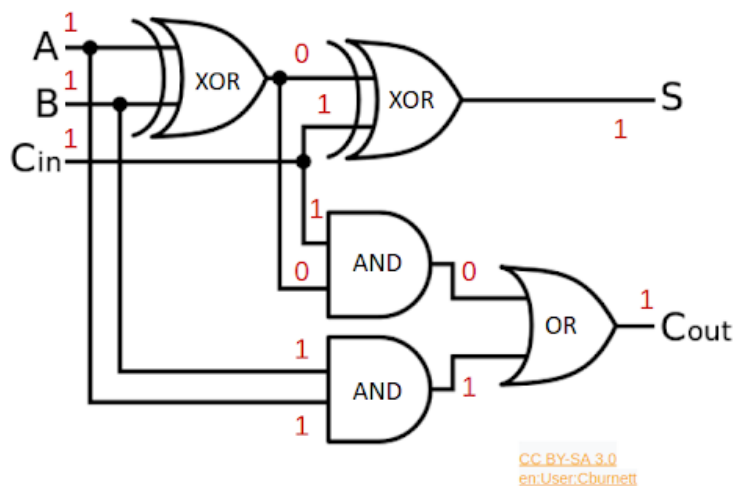 1
A
1
B
1
Cin
XOR
0
1
XOR
S
1
1
0
AND
0
1
1
AND
1
OR
1
Cout
CC BY-SA 3.0
en:User:Cburnett